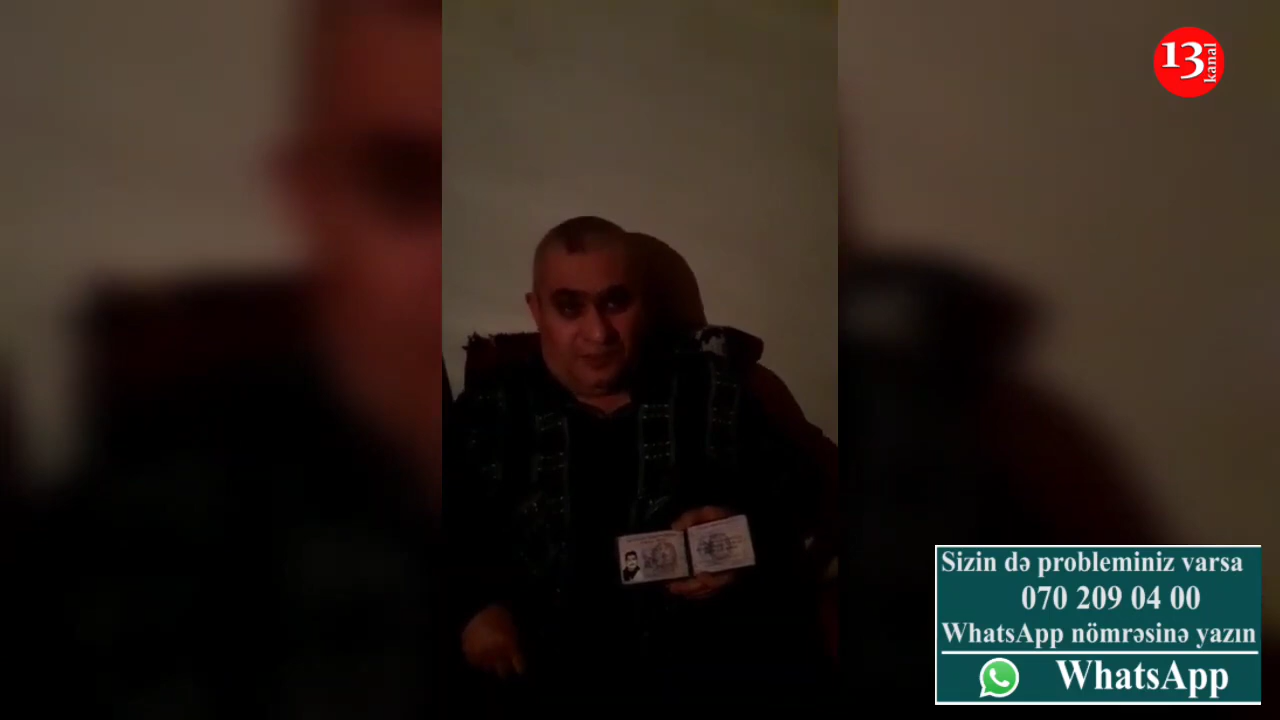 13
kanal
Sizin də probleminiz varsa
070 209 04 00
WhatsApp nömrəsinə yazın
WhatsApp